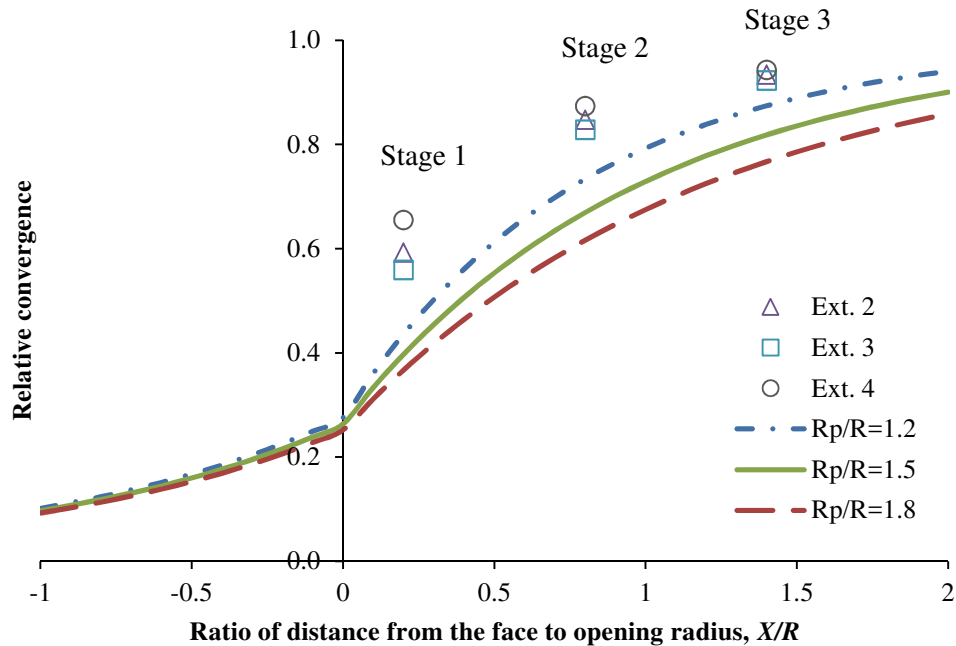 1.0
Stage 3
Stage 2
0.8
Stage 1
0.6
Relative convergence
Ext. 2
Ext. 3
0.4
Ext. 4
Rp/R=1.2
0.2
Rp/R=1.5
Rp/R=1.8
0.0
-1
-0.5
0
0.5
1
1.5
2
Ratio of distance from the face to opening radius, X/R